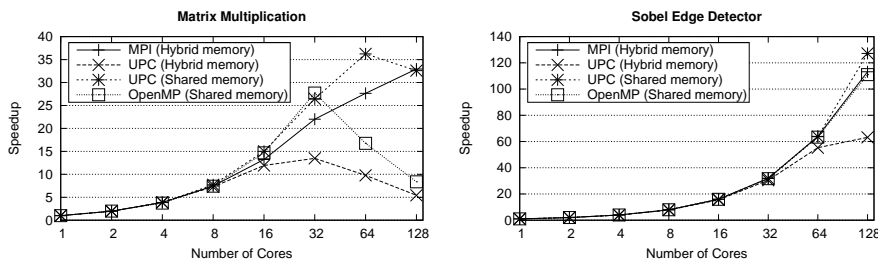 Matrix Multiplication
40
35
30
25
20
15
10
5
0
Speedup
MPI (Hybrid memory)
UPC (Hybrid memory)
UPC (Shared memory)
OpenMP (Shared memory)
1 2 4 8 16 32 64 128
Number of Cores
Sobel Edge Detector
140
120
100
80
60
40
20
0
Speedup
MPI (Hybrid memory)
UPC (Hybrid memory)
UPC (Shared memory)
OpenMP (Shared memory)
1 2 4 8 16 32 64 128
Number of Cores